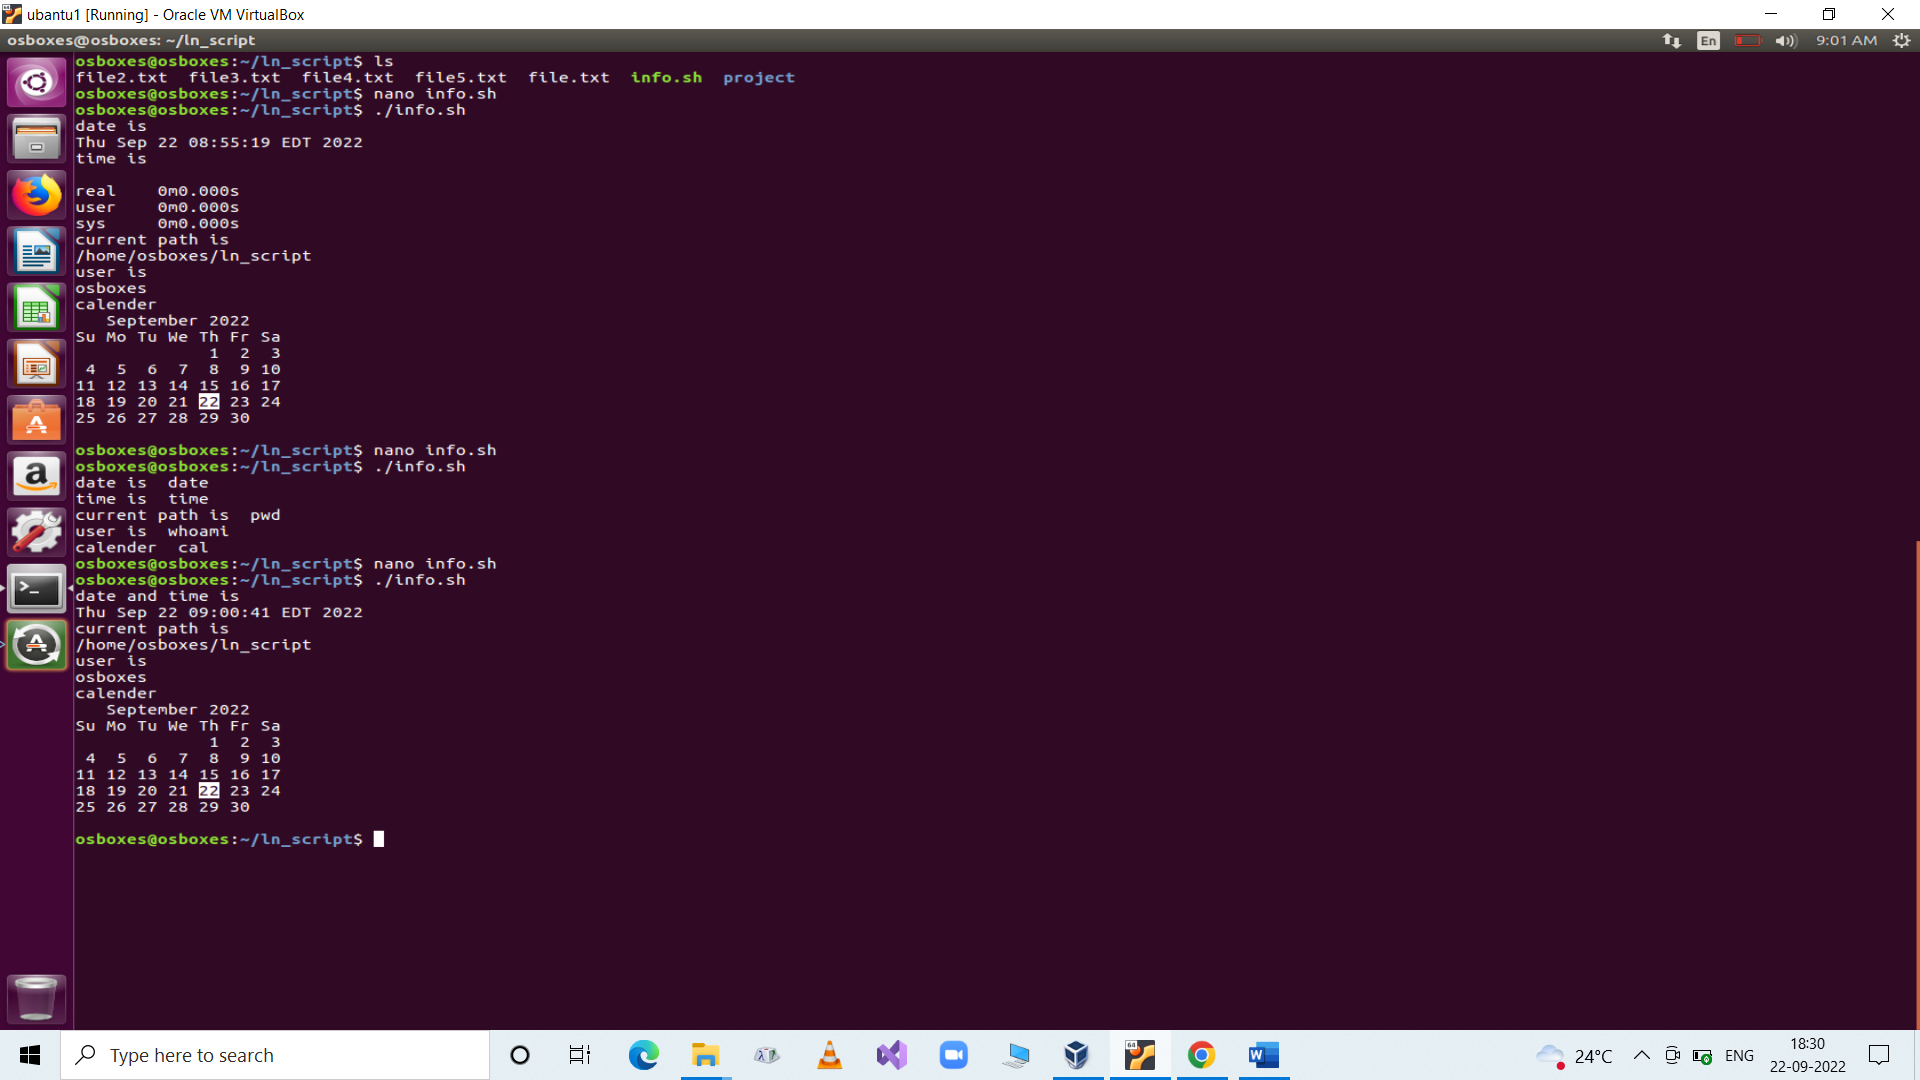 ubantu1 [Running] - Oracle VM VirtualBox
osboxes@osboxes: ~/ln_script
En
9:01 AM
osboxes@osboxes:~/ln_script$ ls
file2.txt  file3.txt  file4.txt  file5.txt  file.txt  info.sh  project
osboxes@osboxes:~/ln_script$ nano info.sh
osboxes@osboxes:~/ln_script$ ./info.sh
date is
Thu Sep 22 08:55:19 EDT 2022
time is
real    0m0.000s
user    0m0.000s
sys     0m0.000s
current path is
/home/osboxes/ln_script
user is
osboxes
calender
   September 2022
Su Mo Tu We Th Fr Sa
             1  2  3
 4  5  6  7  8  9 10
11 12 13 14 15 16 17
18 19 20 21 22 23 24
25 26 27 28 29 30
osboxes@osboxes:~/ln_script$ nano info.sh
osboxes@osboxes:~/ln_script$ ./info.sh
date is  date
time is  time
current path is  pwd
user is  whoami
calender  cal
osboxes@osboxes:~/ln_script$ nano info.sh
osboxes@osboxes:~/ln_script$ ./info.sh
date and time is
Thu Sep 22 09:00:41 EDT 2022
current path is
/home/osboxes/ln_script
user is
osboxes
calender
   September 2022
Su Mo Tu We Th Fr Sa
             1  2  3
 4  5  6  7  8  9 10
11 12 13 14 15 16 17
18 19 20 21 22 23 24
25 26 27 28 29 30
osboxes@osboxes:~/ln_script$
Type here to search
64
24°C
ENG
18:30
22-09-2022